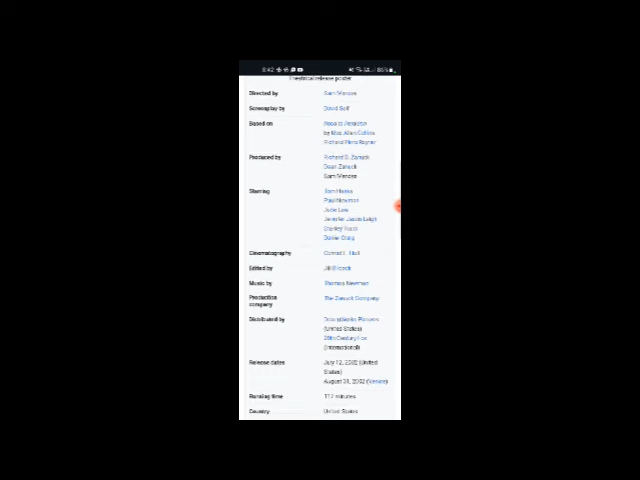 Theatrical release poster
Directed by Sam Mendes
Screenplay by David Self
Based on Road to Perdition
by Max Allan Collins
Richard Piers Rayner
Produced by Richard D. Zanuck
Dean Zanuck
Sam Mendes
Starring Tom Hanks
Paul Newman
Jude Law
Jennifer Jason Leigh
Stanley Tucci
Daniel Craig
Cinematography Conrad L. Hall
Edited by Jill Bilcock
Music by Thomas Newman
Production
company
The Zanuck Company
Distributed by DreamWorks Pictures
(United States)
20th Century Fox
(International)
Release dates July 12, 2002 (United
States)
August 31, 2002 (Venice)
Running time 117 minutes
Country United States